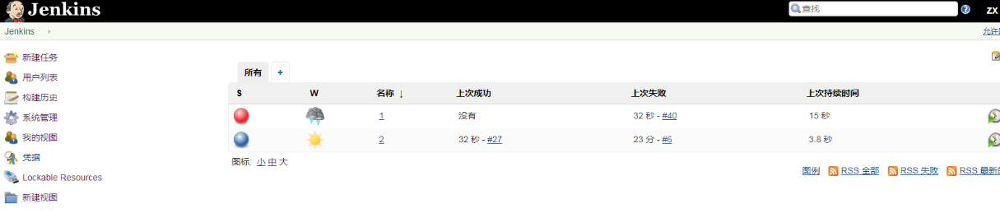 Jenkins
查找
zx
Jenkins
允许
新建任务
用户列表
构建历史
系统管理
我的视图
凭据
Lockable Resources
新建视图
所有 +
S W 名称 ↓ 上次成功 上次失败 上次持续时间
1 没有 32 秒 - #40 15 秒
2 32 秒 - #27 23 分 - #6 3.8 秒
图标: 小 中 大
图例 RSS 全部 RSS 失败 RSS 最新的